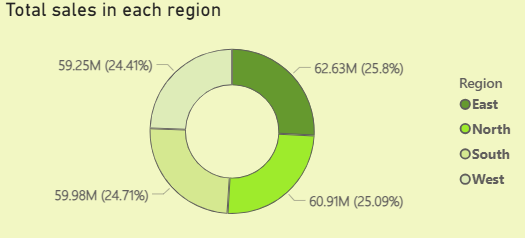 Total sales in each region
59.25M (24.41%)
62.63M (25.8%)
Region
East
North
South
West
59.98M (24.71%)
60.91M (25.09%)